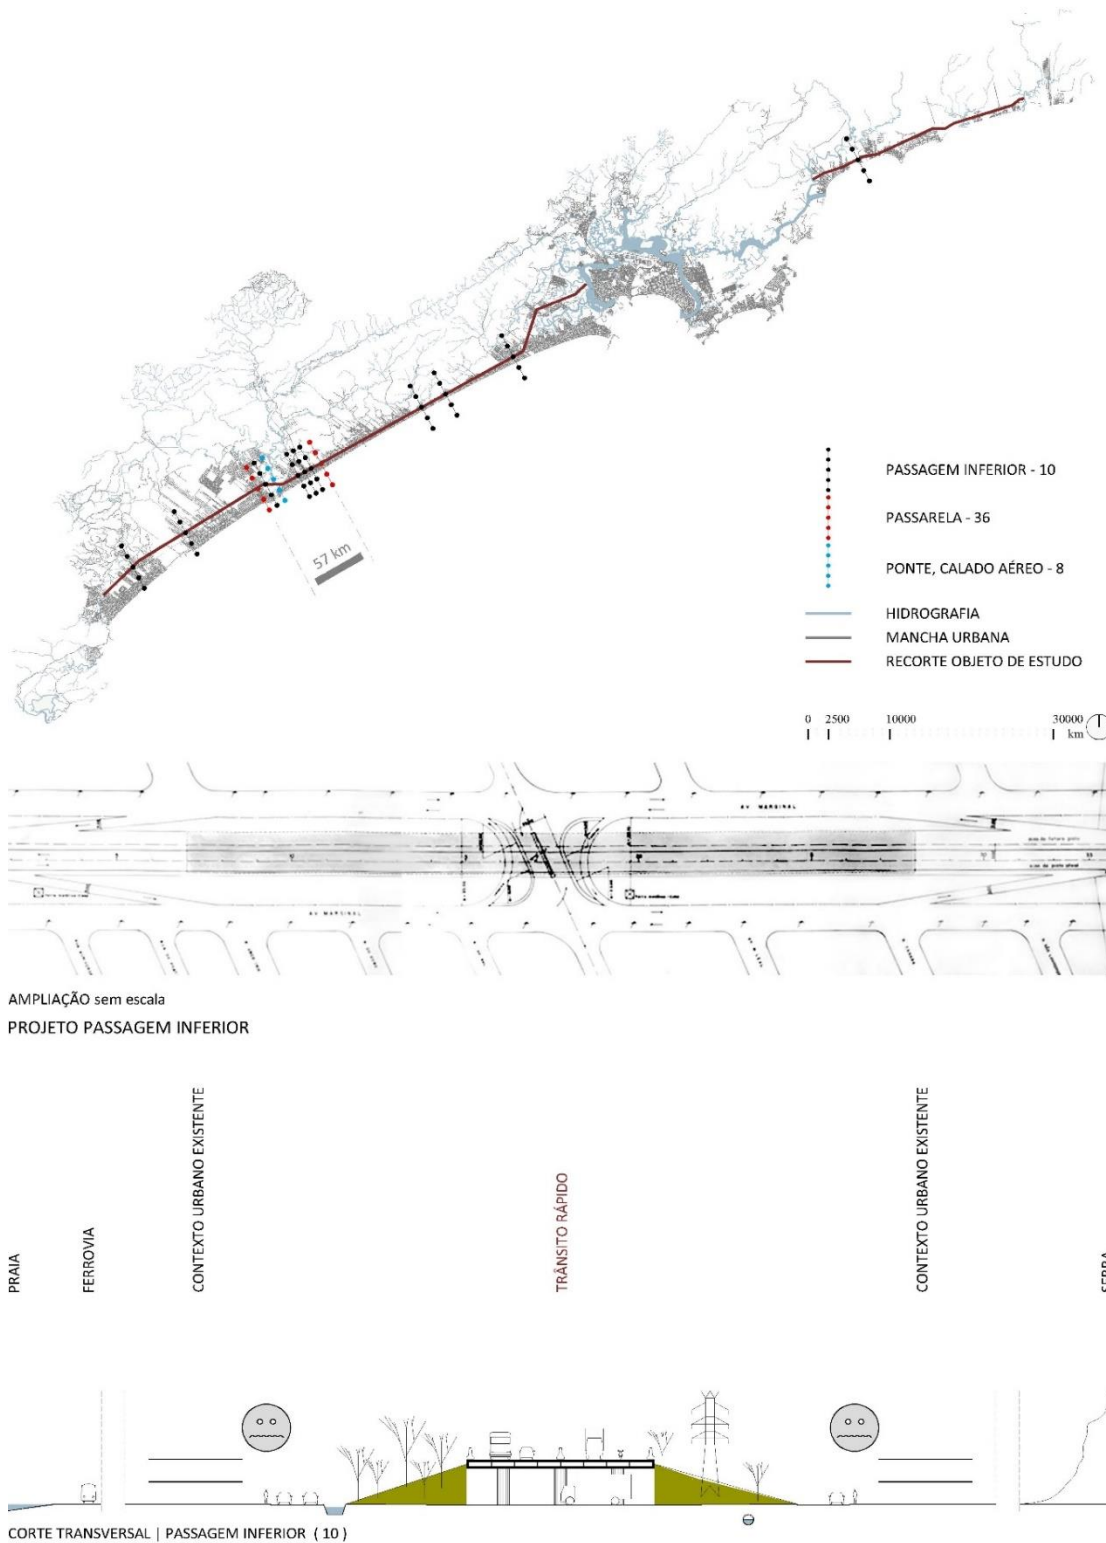 57 km
PASSAGEM INFERIOR - 10
PASSARELA - 36
PONTE, CALADO AÉREO - 8
HIDROGRAFIA
MANCHA URBANA
RECORTE OBJETO DE ESTUDO
0 2500 10000 30000
km
AV MARGINAL
AV MARGINAL
AMPLIAÇÃO sem escala
PROJETO PASSAGEM INFERIOR
PRAIA
FERROVIA
CONTEXTO URBANO EXISTENTE
TRÂNSITO RÁPIDO
CONTEXTO URBANO EXISTENTE
CORTE TRANSVERSAL | PASSAGEM INFERIOR ( 10 )